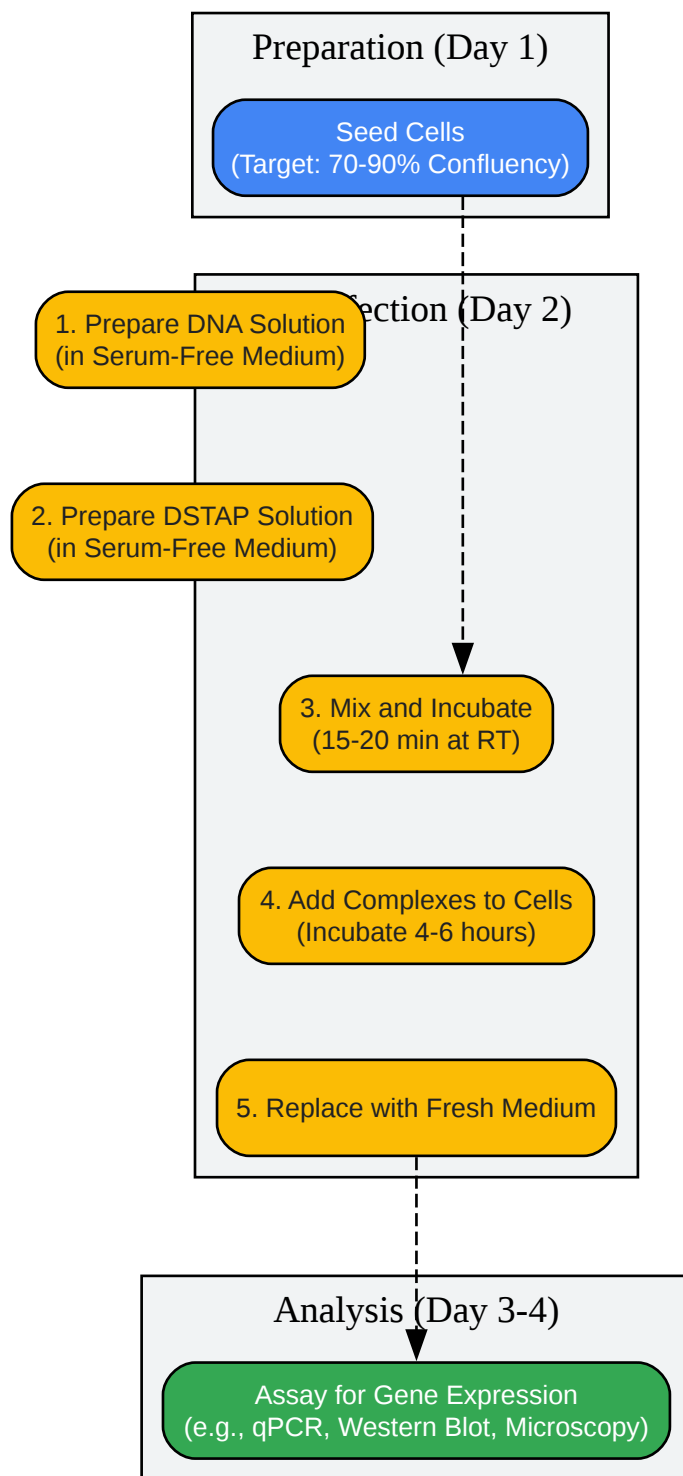 Preparation (Day 1)
Seed Cells
(Target: 70-90% Confluency)
(Day 2)
1. Prepare DNA Solution
(in Serum-Free Medium)
2. Prepare DSTAP Solution
(in Serum-Free Medium)
3. Mix and Incubate
(15-20 min at RT)
4. Add Complexes to Cells
(Incubate 4-6 hours)
5. Replace with Fresh Medium
Analysis (Day 3-4)
Assay for Gene Expression
(e.g., qPCR, Western Blot, Microscopy)